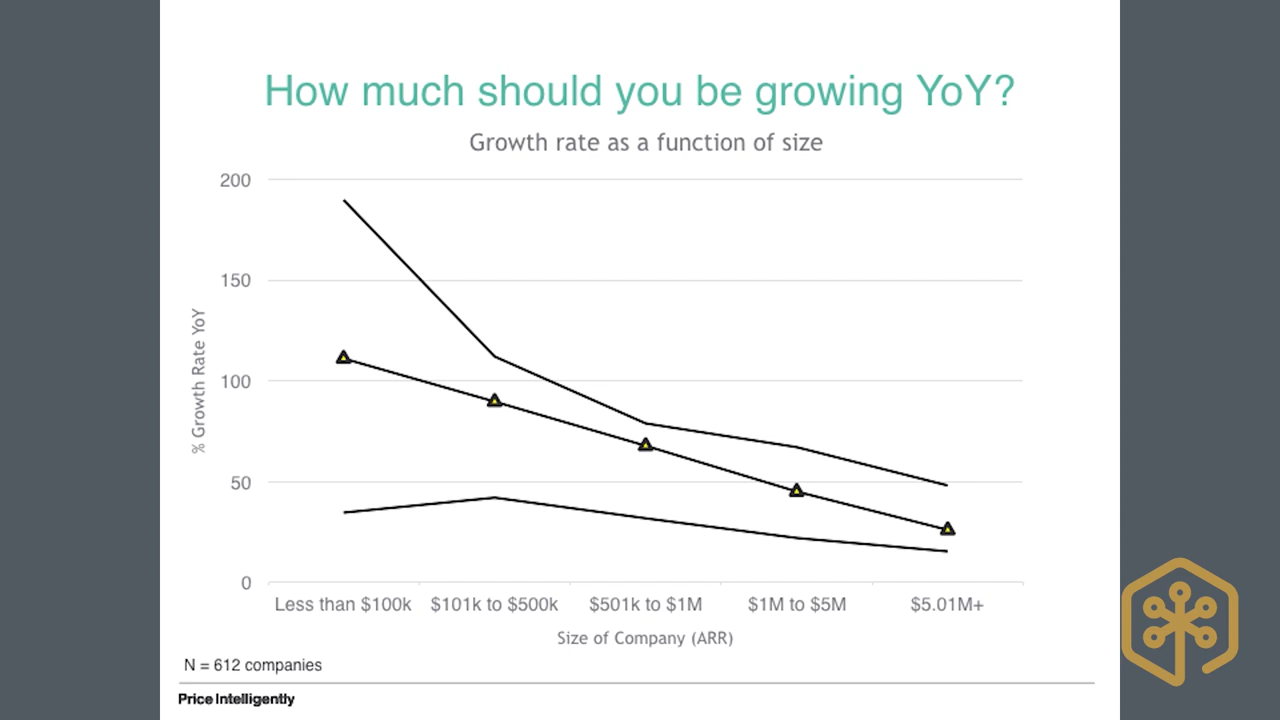 How much should you be growing YoY?
Growth rate as a function of size
200
150
100
50
0
% Growth Rate YoY
Less than $100k $101k to $500k $501k to $1M $1M to $5M $5.01M+
Size of Company (ARR)
N = 612 companies
Price Intelligently